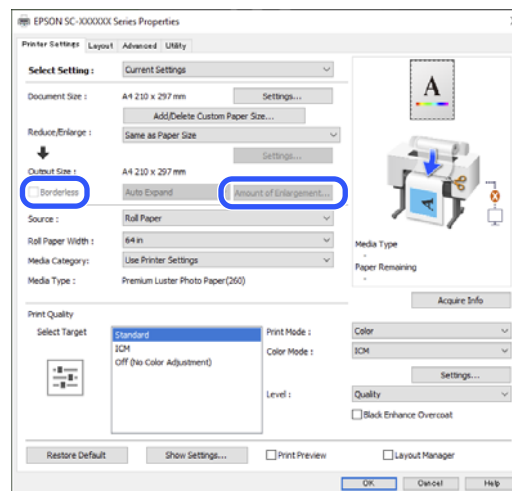 EPSON SC-XXXXXX Series Properties
Printer Settings Layout Advanced Utility
Select Setting : Current Settings
Document Size : A4 210 x 297 mm Settings...
Add/Delete Custom Paper Size...
Reduce/Enlarge : Same as Paper Size
Settings...
Output Size : A4 210 x 297 mm
Borderless Auto Expand Amount of Enlargement...
Source : Roll Paper
Roll Paper Width : 64 in
Media Category: Use Printer Settings
Media Type : Premium Luster Photo Paper(260)
A
A
Media Type
-
Paper Remaining
-
Acquire Info
Print Quality
Select Target Standard
ICM
Off (No Color Adjustment)
Print Mode : Color
Color Mode : ICM
Settings...
Level : Quality
Black Enhance Overcoat
Restore Default Show Settings... Print Preview Layout Manager
OK Cancel Help